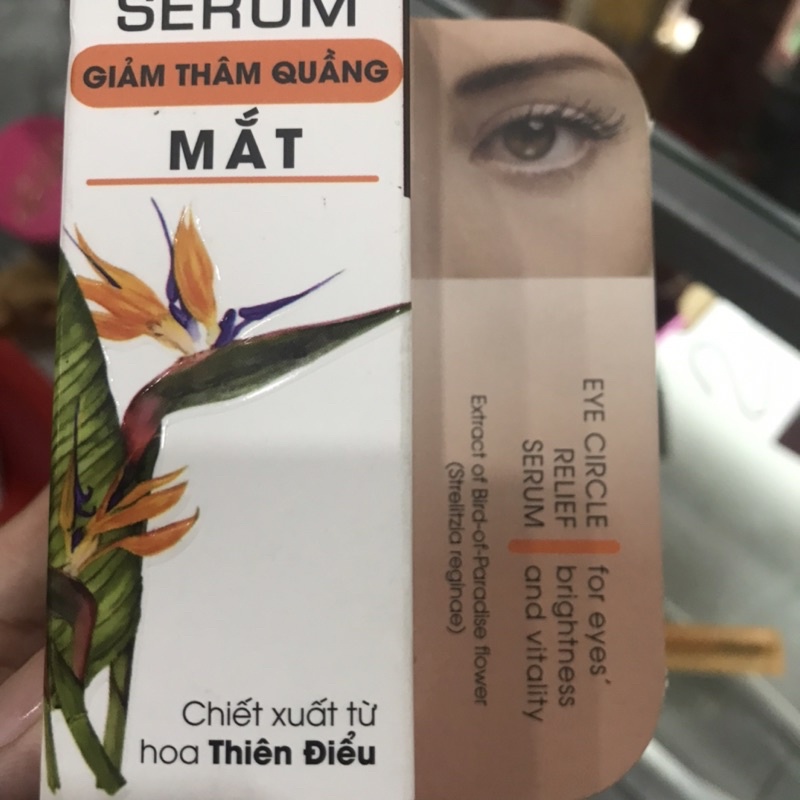 SERUM
GIẢM THÂM QUẦNG
MẮT
Chiết xuất từ
hoa Thiên Điểu
EYE CIRCLE
RELIEF
SERUM
for eyes´
brightness
and vitality
Extract of Bird-of-Paradise flower
(Strelitzia reginae)